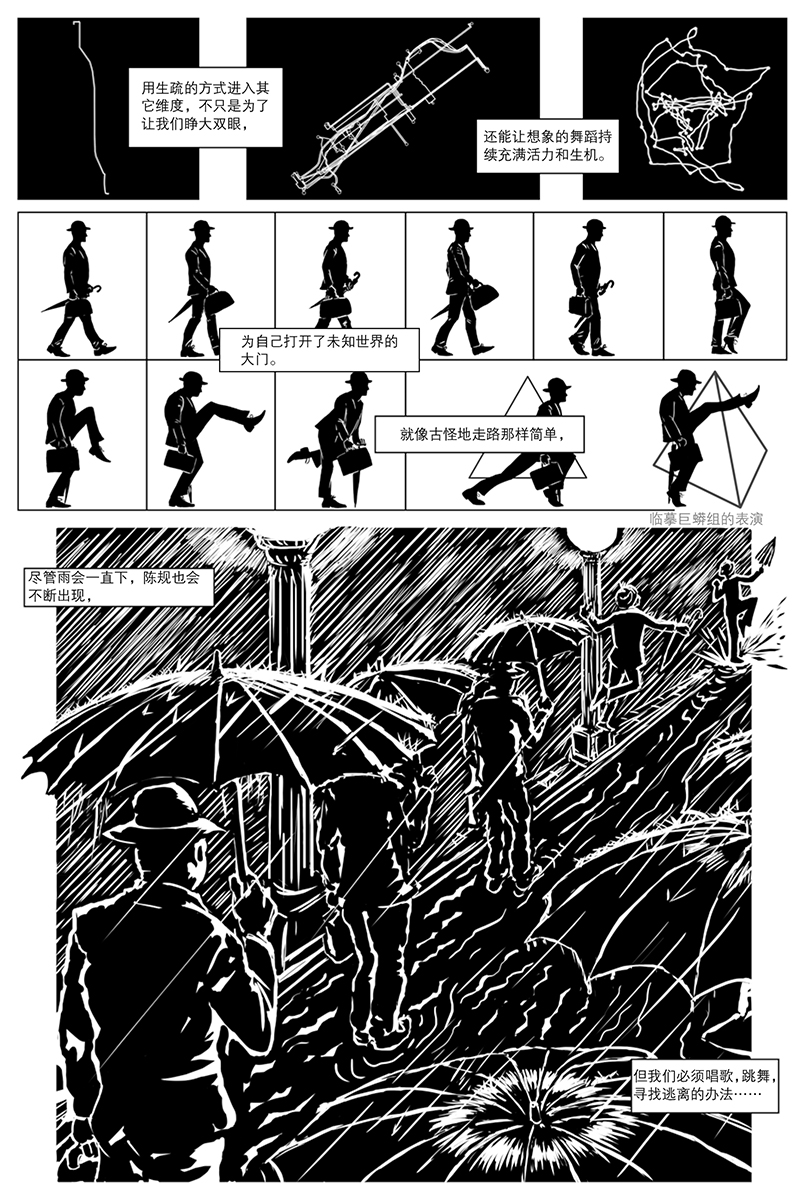 用生疏的方式进入其
它维度，不只是为了
让我们睁大双眼，
还能让想象的舞蹈持
续充满活力和生机。
为自己打开了未知世界的
大门。
就像古怪地走路那样简单，
临摹巨蟒组的表演
尽管雨会一直下，陈规也会
不断出现，
但我们必须唱歌，跳舞，
寻找逃离的办法……